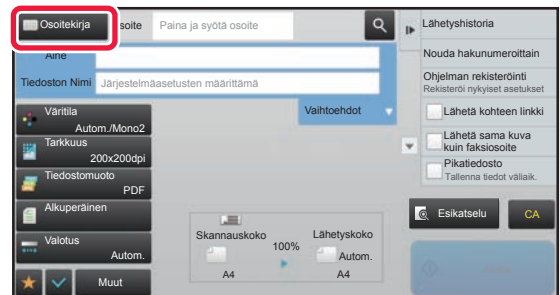 Osoitekirja
soite
Paina ja syötä osoite
Aihe
Tiedoston Nimi
Järjestelmäasetusten määrittämä
Vaihtoehdot
Väritila
Autom./Mono2
Tarkkuus
200x200dpi
Tiedostomuoto
PDF
Alkuperäinen
Valotus
Autom.
Muut
Skannauskoko
A4
100%
Lähetyskoko
Autom.
A4
Lähetyshistoria
Nouda hakunumeroittain
Ohjelman rekisteröinti
Rekisteröi nykyiset asetukset
Lähetä kohteen linkki
Lähetä sama kuva
kuin faksiosoite
Pikatiedosto
Tallenna tiedot väliaik.
Esikatselu
CA